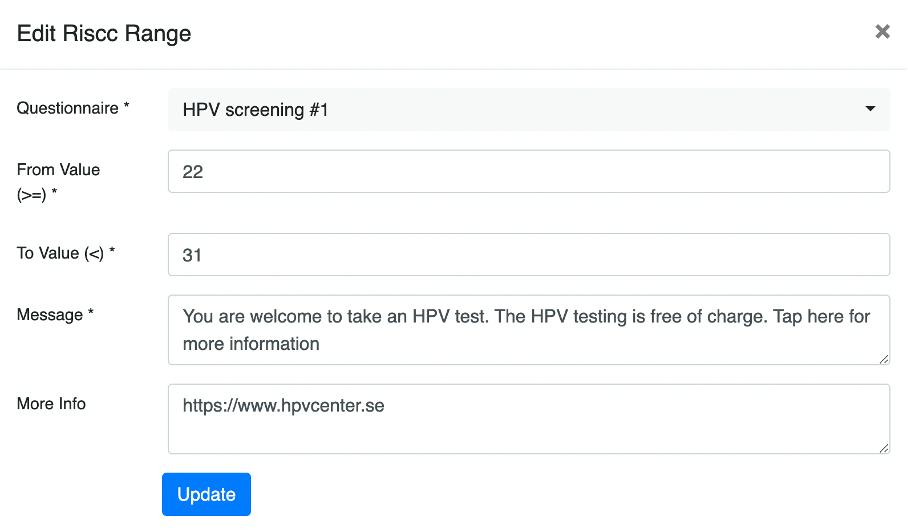 Edit Riscc Range
×
Questionnaire *
HPV screening #1
From Value
(>=) *
22
To Value (<) *
31
Message *
You are welcome to take an HPV test. The HPV testing is free of charge. Tap here for
more information
More Info
https://www.hpvcenter.se
Update